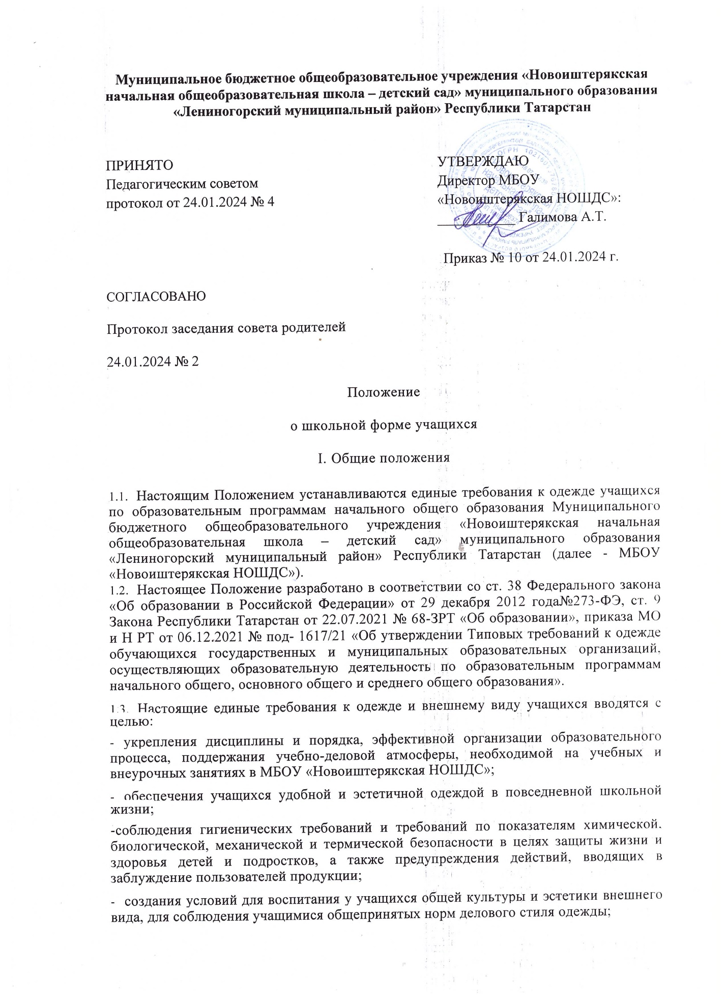 Муниципальное бюджетное общеобразовательное учреждения «Новоиштерякская
начальная общеобразовательная школа – детский сад» муниципального образования
«Лениногорский муниципальный район» Республики Татарстан
ПРИНЯТО
Педагогическим советом
протокол от 24.01.2024 № 4
УТВЕРЖДАЮ
Директор МБОУ
«Новоиштерякская НОШДС»:
___________ Галимова А.Т.
Приказ № 10 от 24.01.2024 г.
СОГЛАСОВАНО
Протокол заседания совета родителей
24.01.2024 № 2
Положение
о школьной форме учащихся
I. Общие положения
1.1. Настоящим Положением устанавливаются единые требования к одежде учащихся
по образовательным программам начального общего образования Муниципального
бюджетного общеобразовательного учреждения «Новоиштерякская начальная
общеобразовательная школа – детский сад» муниципального образования
«Лениногорский муниципальный район» Республики Татарстан (далее - МБОУ
«Новоиштерякская НОШДС»).
1.2. Настоящее Положение разработано в соответствии со ст. 38 Федерального закона
«Об образовании в Российской Федерации» от 29 декабря 2012 года№273-ФЭ, ст. 9
Закона Республики Татарстан от 22.07.2021 № 68-ЗРТ «Об образовании», приказа МО
и Н РТ от 06.12.2021 № под- 1617/21 «Об утверждении Типовых требований к одежде
обучающихся государственных и муниципальных образовательных организаций,
осуществляющих образовательную деятельность по образовательным программам
начального общего, основного общего и среднего общего образования».
1.3. Настоящие единые требования к одежде и внешнему виду учащихся вводятся с
целью:
- укрепления дисциплины и порядка, эффективной организации образовательного
процесса, поддержания учебно-деловой атмосферы, необходимой на учебных и
внеурочных занятиях в МБОУ «Новоиштерякская НОШДС»;
- обеспечения учащихся удобной и эстетичной одеждой в повседневной школьной
жизни;
-соблюдения гигиенических требований и требований по показателям химической,
биологической, механической и термической безопасности в целях защиты жизни и
здоровья детей и подростков, а также предупреждения действий, вводящих в
заблуждение пользователей продукции;
- создания условий для воспитания у учащихся общей культуры и эстетики внешнего
вида, для соблюдения учащимися общепринятых норм делового стиля одежды;